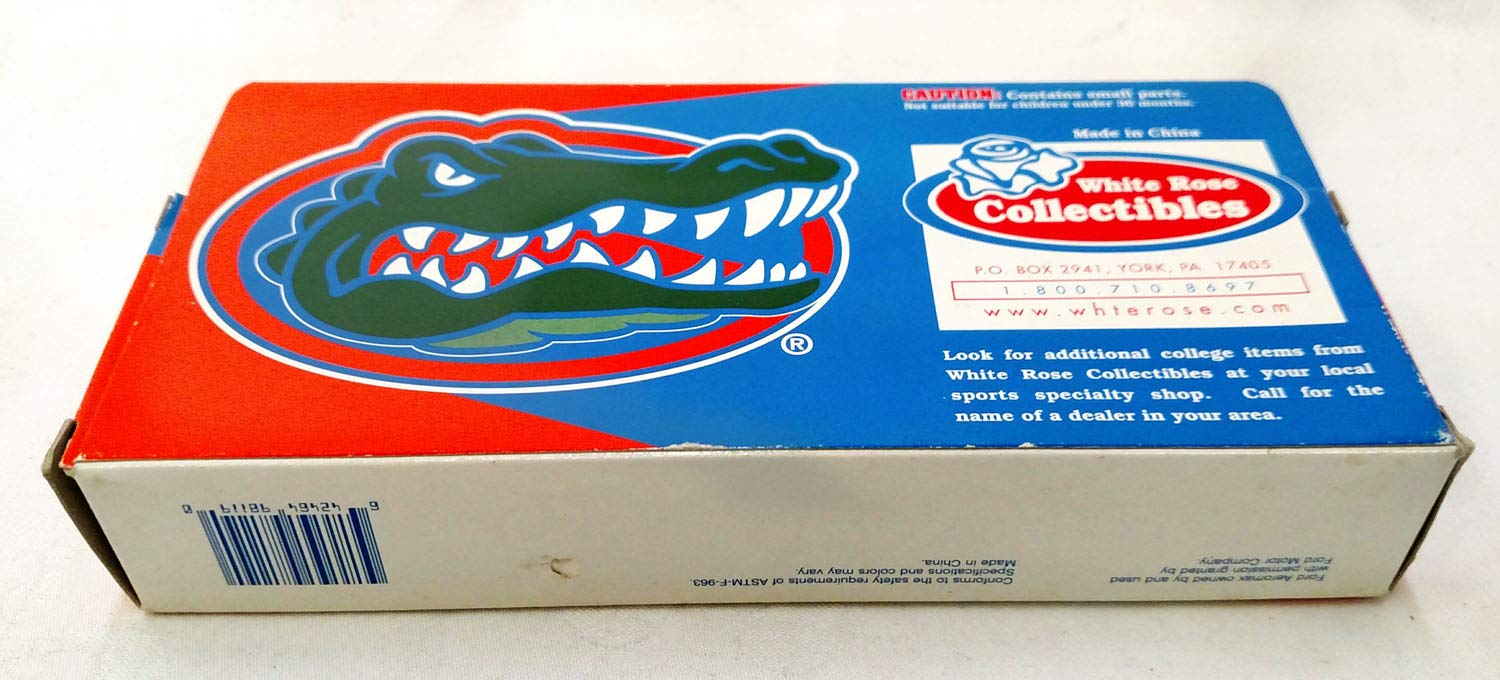 CAUTION: Contains small parts.
Not suitable for children under 36 months.
Made in China
White Rose
Collectibles
P.O. BOX 2941, YORK, PA 17405
1.800.710.8697
www.whterose.com
®
Look for additional college items from
White Rose Collectibles at your local
sports specialty shop. Call for the
name of a dealer in your area.
6 42464 98119 0
Conforms to the safety requirements of ASTM-F-963.
Specifications and colors may vary.
Made in China.
Ford Aeromax owned by and used
with permission granted by
Ford Motor Company.